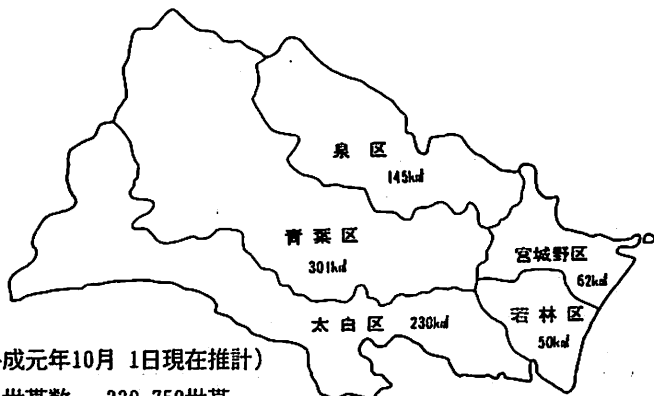 泉区
145k㎡
青葉区
301k㎡
宮城野区
62k㎡
太白区 230k㎡
若林区
50k㎡
成元年10月 1日現在推計）